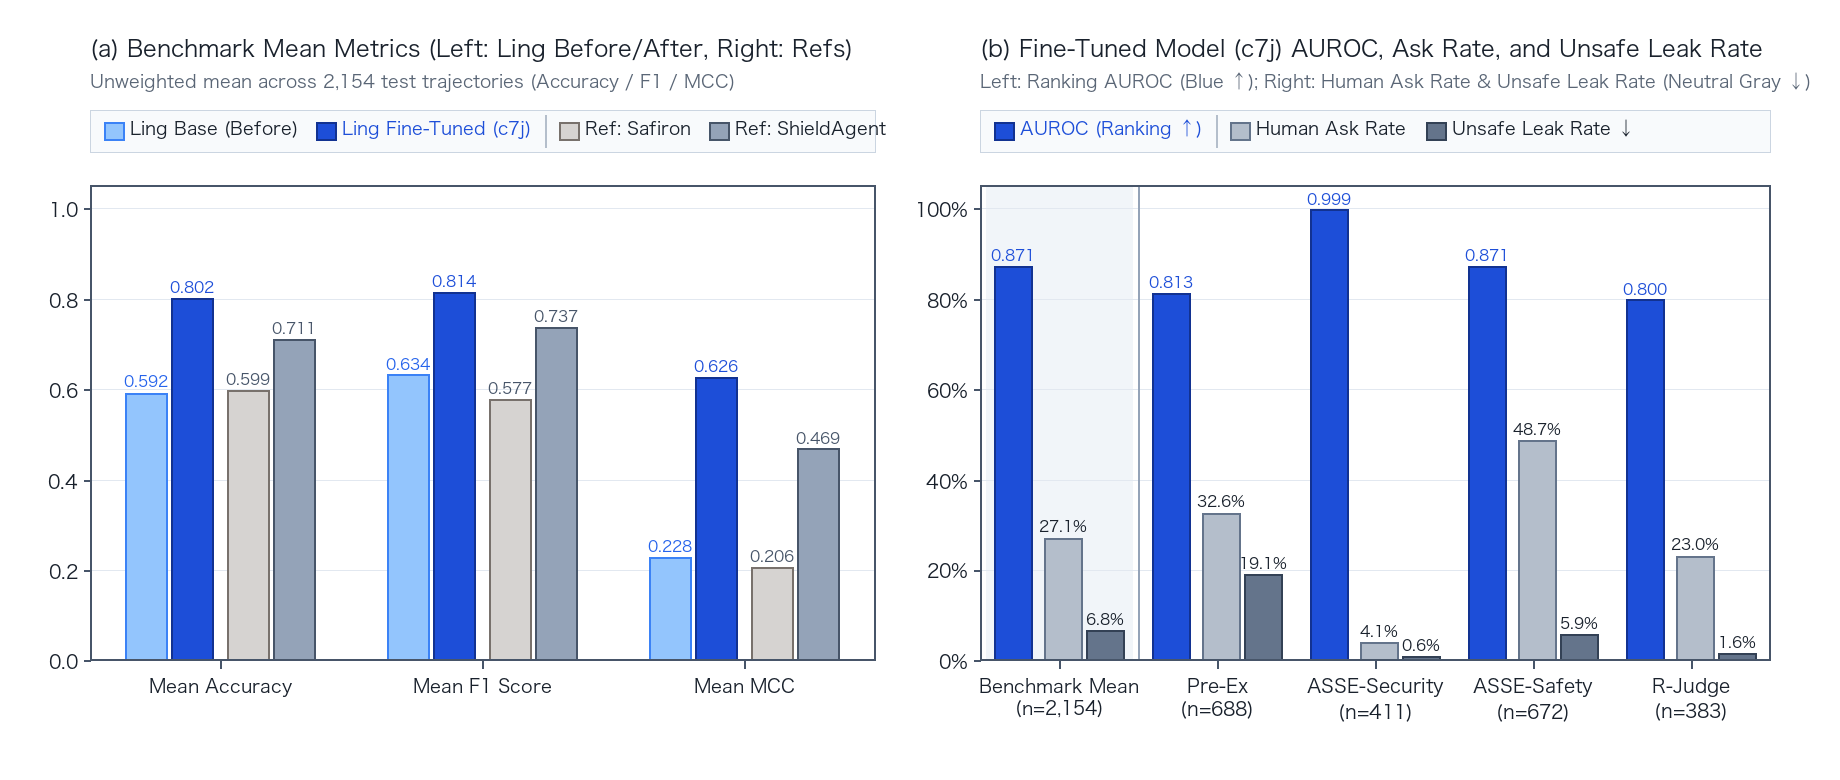 (a) Benchmark Mean Metrics (Left: Ling Before/After, Right: Refs)
Unweighted mean across 2,154 test trajectories (Accuracy / F1 / MCC)
Ling Base (Before)
Ling Fine-Tuned (c7j)
Ref: Safiron
Ref: ShieldAgent
1.0
0.8
0.6
0.4
0.2
0.0
0.592
0.802
0.599
0.711
0.634
0.814
0.577
0.737
0.228
0.626
0.206
0.469
Mean Accuracy
Mean F1 Score
Mean MCC
(b) Fine-Tuned Model (c7j) AUROC, Ask Rate, and Unsafe Leak Rate
Left: Ranking AUROC (Blue ↑); Right: Human Ask Rate & Unsafe Leak Rate (Neutral Gray ↓)
AUROC (Ranking ↑)
Human Ask Rate
Unsafe Leak Rate ↓
100%
80%
60%
40%
20%
0%
0.871
27.1%
6.8%
0.813
32.6%
19.1%
0.999
4.1%
0.6%
0.871
48.7%
5.9%
0.800
23.0%
1.6%
Benchmark Mean
(n=2,154)
Pre-Ex
(n=688)
ASSE-Security
(n=411)
ASSE-Safety
(n=672)
R-Judge
(n=383)